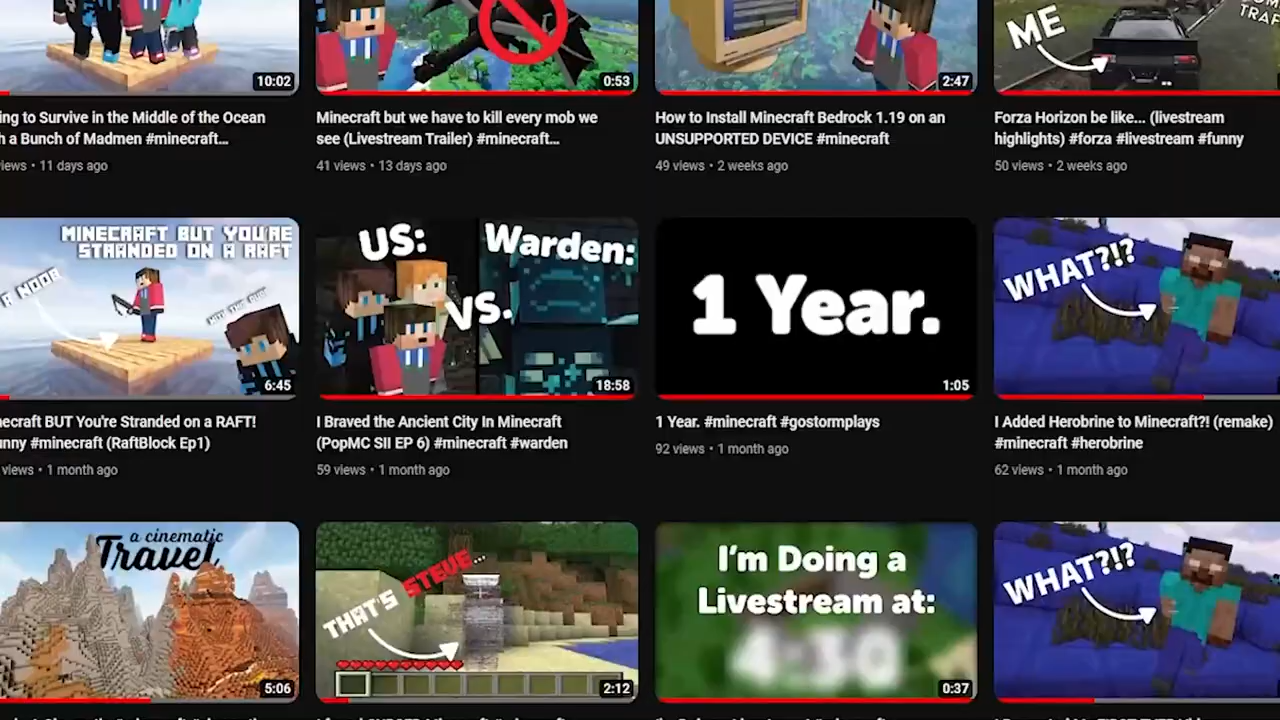 ME
10:02
0:53
2:47
ing to Survive in the Middle of the Ocean
h a Bunch of Madmen #minecraft...
iews • 11 days ago
Minecraft but we have to kill every mob we
see (Livestream Trailer) #minecraft...
41 views • 13 days ago
How to Install Minecraft Bedrock 1.19 on an
UNSUPPORTED DEVICE #minecraft
49 views • 2 weeks ago
Forza Horizon be like... (livestream
highlights) #forza #livestream #funny
50 views • 2 weeks ago
MINECRAFT BUT YOU'RE
STRANDED ON A RAFT
A NOOB
6:45
US:
Warden:
VS.
18:58
1 Year.
1:05
WHAT?!?
necraft BUT You're Stranded on a RAFT!
unny #minecraft (RaftBlock Ep1)
views • 1 month ago
I Braved the Ancient City In Minecraft
(PopMC SII EP 6) #minecraft #warden
59 views • 1 month ago
1 Year. #minecraft #gostormplays
92 views • 1 month ago
I Added Herobrine to Minecraft?! (remake)
#minecraft #herobrine
62 views • 1 month ago
a cinematic
Travel
5:06
THAT'S STEVE...
2:12
I'm Doing a
Livestream at:
4:30
0:37
WHAT?!?